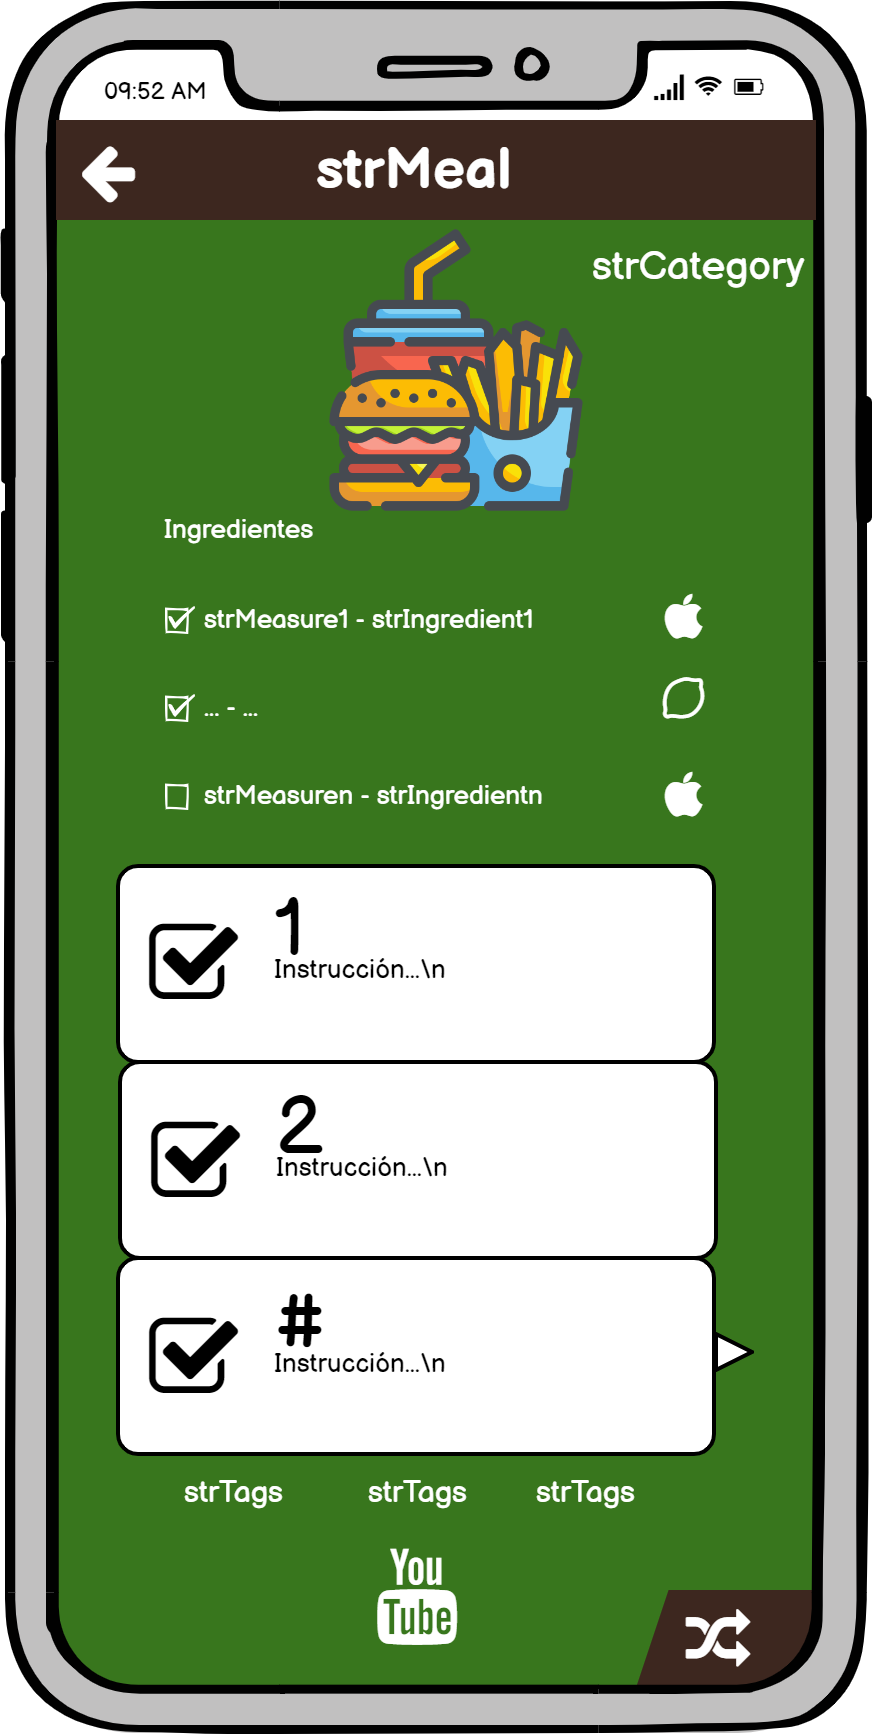 09:52 AM
strMeal
strCategory
Ingredientes
strMeasure1 - strIngredient1
... - ...
strMeasuren - strIngredientn
1
Instrucción...\n
2
Instrucción...\n
#
Instrucción...\n
strTags strTags strTags
You
Tube